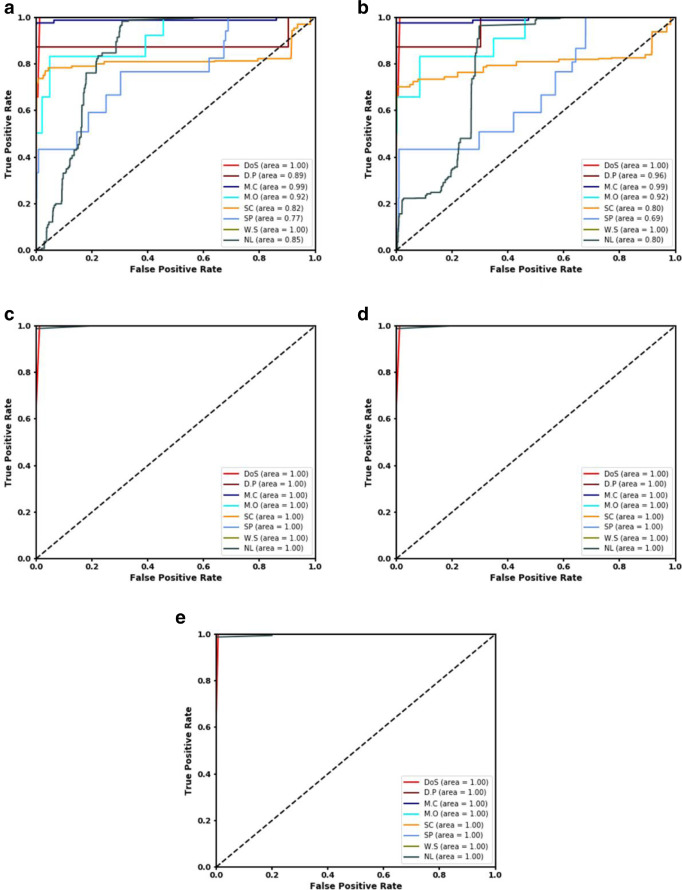 a
1.0
0.8
0.6
0.4
0.2
0.0
True Positive Rate
DoS (area = 1.00)
D.P (area = 0.89)
M.C (area = 0.99)
M.O (area = 0.92)
SC (area = 0.82)
SP (area = 0.77)
W.S (area = 1.00)
NL (area = 0.85)
0.0 0.2 0.4 0.6 0.8 1.0
False Positive Rate
b
1.0
0.8
0.6
0.4
0.2
0.0
True Positive Rate
DoS (area = 1.00)
D.P (area = 0.96)
M.C (area = 0.99)
M.O (area = 0.92)
SC (area = 0.80)
SP (area = 0.69)
W.S (area = 1.00)
NL (area = 0.80)
0.0 0.2 0.4 0.6 0.8 1.0
False Positive Rate
c
1.0
0.8
0.6
0.4
0.2
0.0
True Positive Rate
DoS (area = 1.00)
D.P (area = 1.00)
M.C (area = 1.00)
M.O (area = 1.00)
SC (area = 1.00)
SP (area = 1.00)
W.S (area = 1.00)
NL (area = 1.00)
0.0 0.2 0.4 0.6 0.8 1.0
False Positive Rate
d
1.0
0.8
0.6
0.4
0.2
0.0
True Positive Rate
DoS (area = 1.00)
D.P (area = 1.00)
M.C (area = 1.00)
M.O (area = 1.00)
SC (area = 1.00)
SP (area = 1.00)
W.S (area = 1.00)
NL (area = 1.00)
0.0 0.2 0.4 0.6 0.8 1.0
False Positive Rate
e
1.0
0.8
0.6
0.4
0.2
0.0
True Positive Rate
DoS (area = 1.00)
D.P (area = 1.00)
M.C (area = 1.00)
M.O (area = 1.00)
SC (area = 1.00)
SP (area = 1.00)
W.S (area = 1.00)
NL (area = 1.00)
0.0 0.2 0.4 0.6 0.8 1.0
False Positive Rate